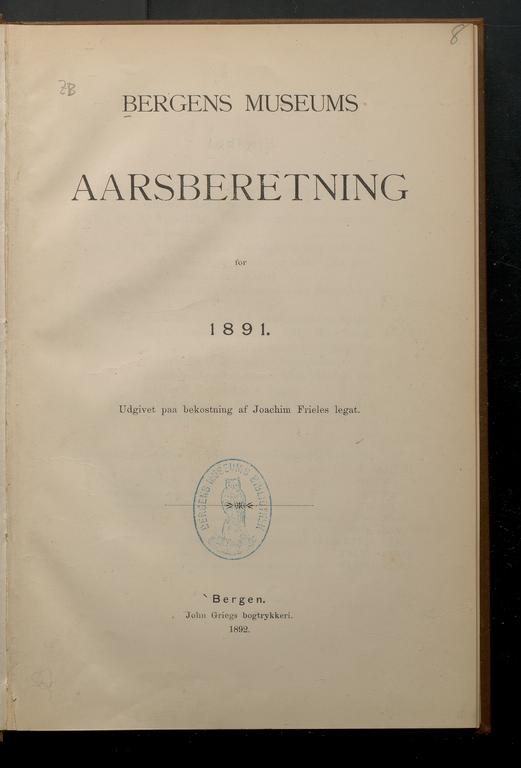 8
ZB
BERGENS MUSEUMS
AARSBERETNING
for
1891.
Udgivet paa bekostning af Joachim Frieles legat.
BERGENS MUSEUMS BIBLIOTHEK
Bergen.
John Griegs bogtrykkeri.
1892.